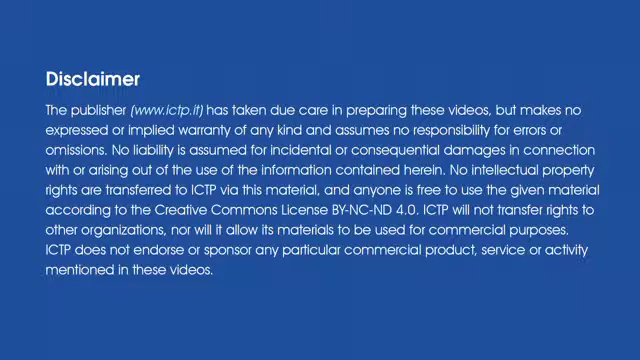 Disclaimer
The publisher (www.ictp.it) has taken due care in preparing these videos, but makes no
expressed or implied warranty of any kind and assumes no responsibility for errors or
omissions. No liability is assumed for incidental or consequential damages in connection
with or arising out of the use of the information contained herein. No intellectual property
rights are transferred to ICTP via this material, and anyone is free to use the given material
according to the Creative Commons License BY-NC-ND 4.0. ICTP will not transfer rights to
other organizations, nor will it allow its materials to be used for commercial purposes.
ICTP does not endorse or sponsor any particular commercial product, service or activity
mentioned in these videos.